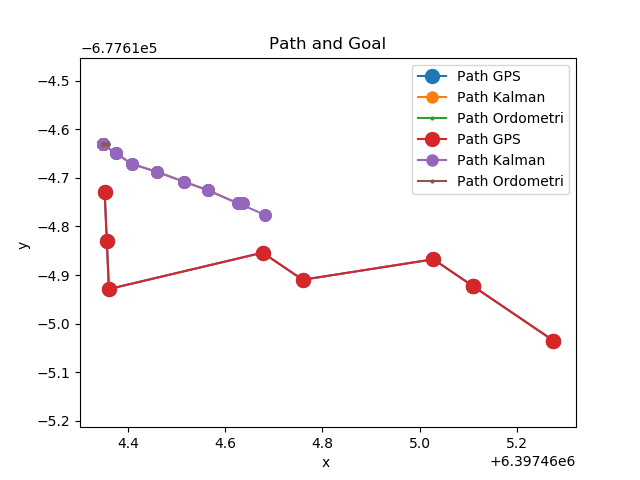 Path and Goal
−6.7761e5
Path GPS
Path Kalman
Path Ordometri
Path GPS
Path Kalman
Path Ordometri
−4.5
−4.6
−4.7
−4.8
−4.9
−5.0
−5.1
−5.2
y
4.4 4.6 4.8 5.0 5.2
x
+6.39746e6